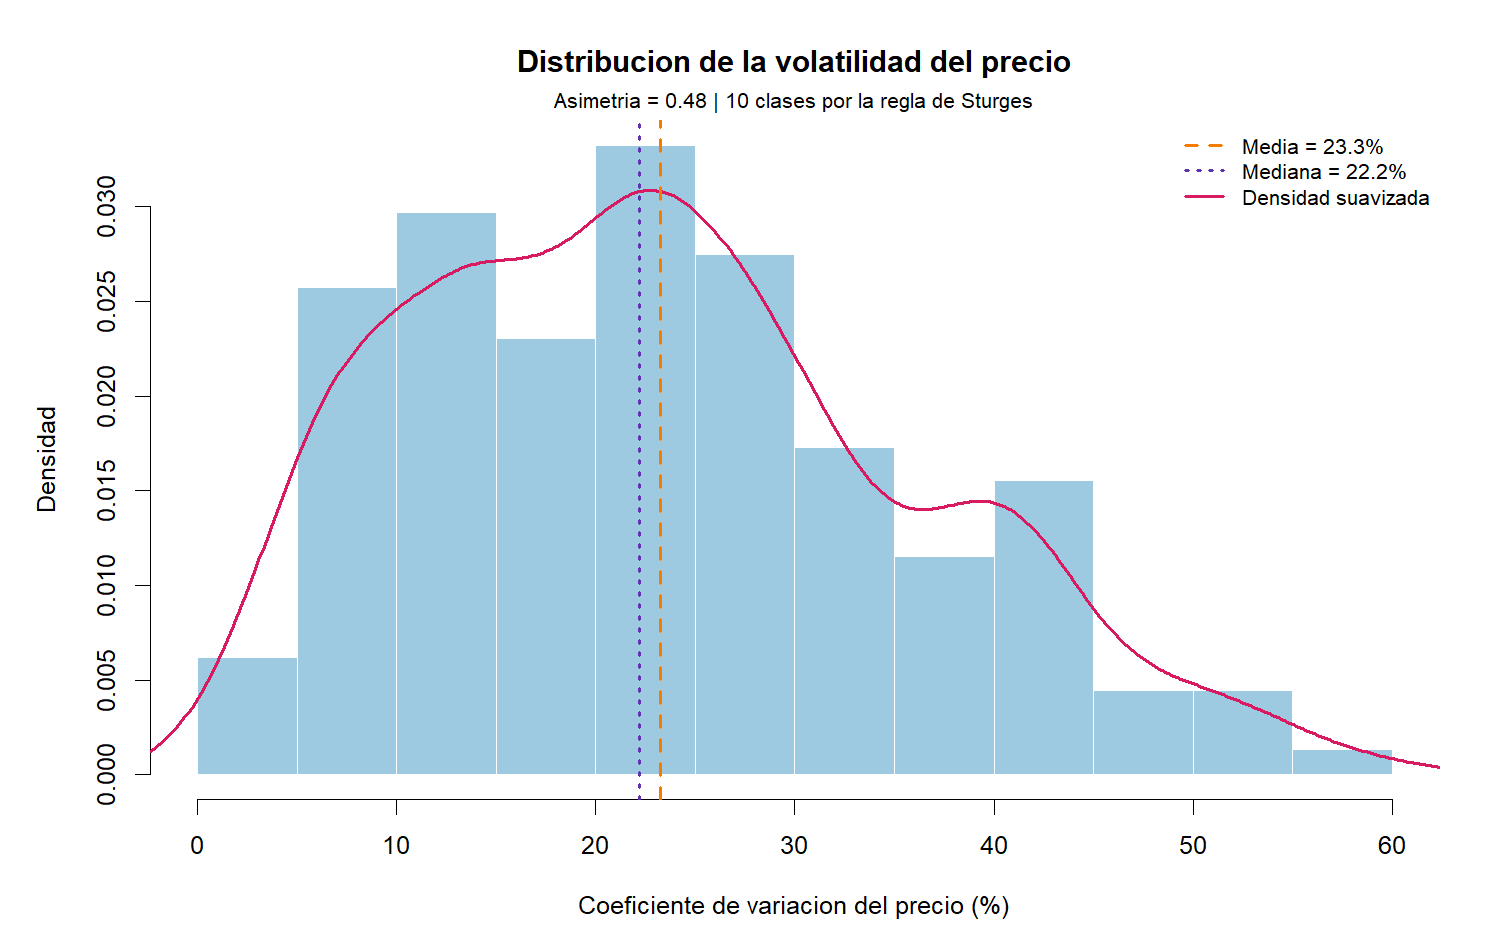 Distribucion de la volatilidad del precio
Asimetria = 0.48 | 10 clases por la regla de Sturges
Media = 23.3%
Mediana = 22.2%
Densidad suavizada
Densidad
0.030
0.025
0.020
0.015
0.010
0.005
0.000
0 10 20 30 40 50 60
Coeficiente de variacion del precio (%)